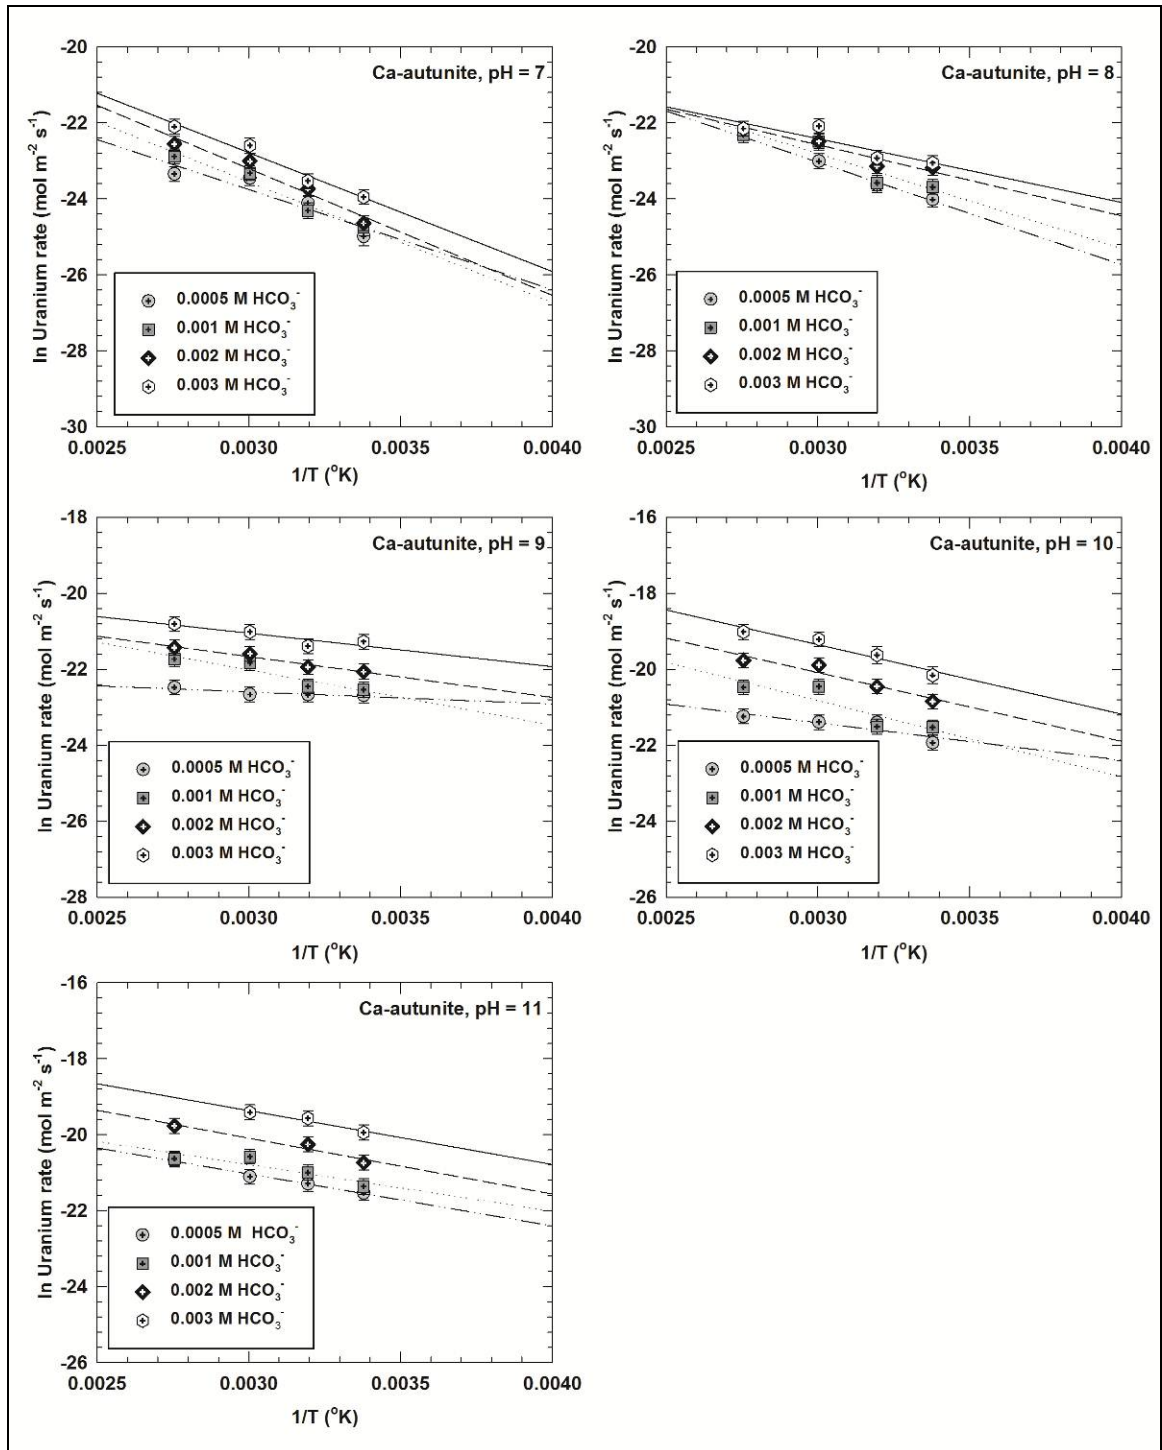 Ca-autunite, pH = 7
ln Uranium rate (mol m⁻² s⁻¹)
-20
-22
-24
-26
-28
-30
0.0005 M HCO₃⁻
0.001 M HCO₃⁻
0.002 M HCO₃⁻
0.003 M HCO₃⁻
0.0025 0.0030 0.0035 0.0040
1/T (°K)
Ca-autunite, pH = 8
ln Uranium rate (mol m⁻² s⁻¹)
-20
-22
-24
-26
-28
-30
0.0005 M HCO₃⁻
0.001 M HCO₃⁻
0.002 M HCO₃⁻
0.003 M HCO₃⁻
0.0025 0.0030 0.0035 0.0040
1/T (°K)
Ca-autunite, pH = 9
ln Uranium rate (mol m⁻² s⁻¹)
-18
-20
-22
-24
-26
-28
0.0005 M HCO₃⁻
0.001 M HCO₃⁻
0.002 M HCO₃⁻
0.003 M HCO₃⁻
0.0025 0.0030 0.0035 0.0040
1/T (°K)
Ca-autunite, pH = 10
ln Uranium rate (mol m⁻² s⁻¹)
-16
-18
-20
-22
-24
-26
0.0005 M HCO₃⁻
0.001 M HCO₃⁻
0.002 M HCO₃⁻
0.003 M HCO₃⁻
0.0025 0.0030 0.0035 0.0040
1/T (°K)
Ca-autunite, pH = 11
ln Uranium rate (mol m⁻² s⁻¹)
-16
-18
-20
-22
-24
-26
0.0005 M HCO₃⁻
0.001 M HCO₃⁻
0.002 M HCO₃⁻
0.003 M HCO₃⁻
0.0025 0.0030 0.0035 0.0040
1/T (°K)